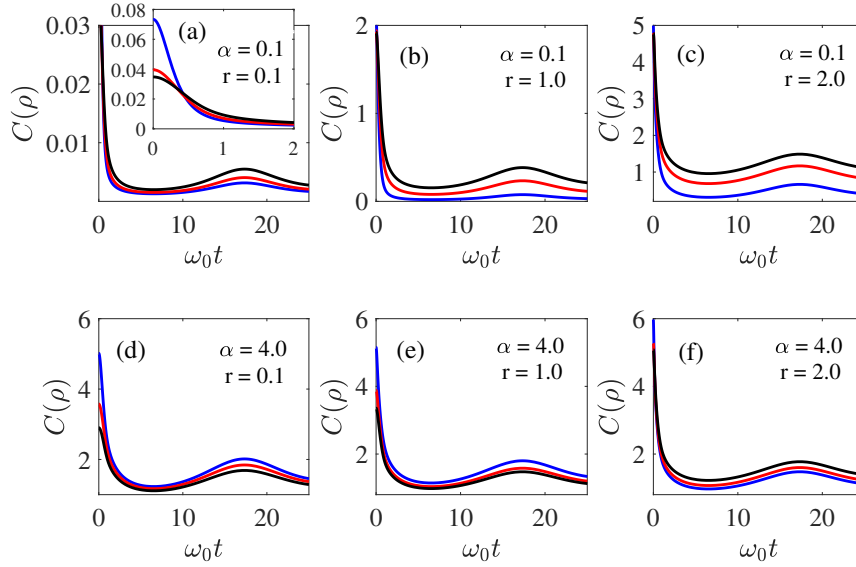 0.03
0.02
0.01
C(ρ)
0 10 20
ω₀t
0.08
0.06
0.04
0.02
0
0 1 2
(a)
α = 0.1
r = 0.1
2
1
0
C(ρ)
0 10 20
ω₀t
(b)
α = 0.1
r = 1.0
5
4
3
2
1
C(ρ)
0 10 20
ω₀t
(c)
α = 0.1
r = 2.0
6
4
2
C(ρ)
0 10 20
ω₀t
(d)
α = 4.0
r = 0.1
6
4
2
C(ρ)
0 10 20
ω₀t
(e)
α = 4.0
r = 1.0
6
4
2
C(ρ)
0 10 20
ω₀t
(f)
α = 4.0
r = 2.0